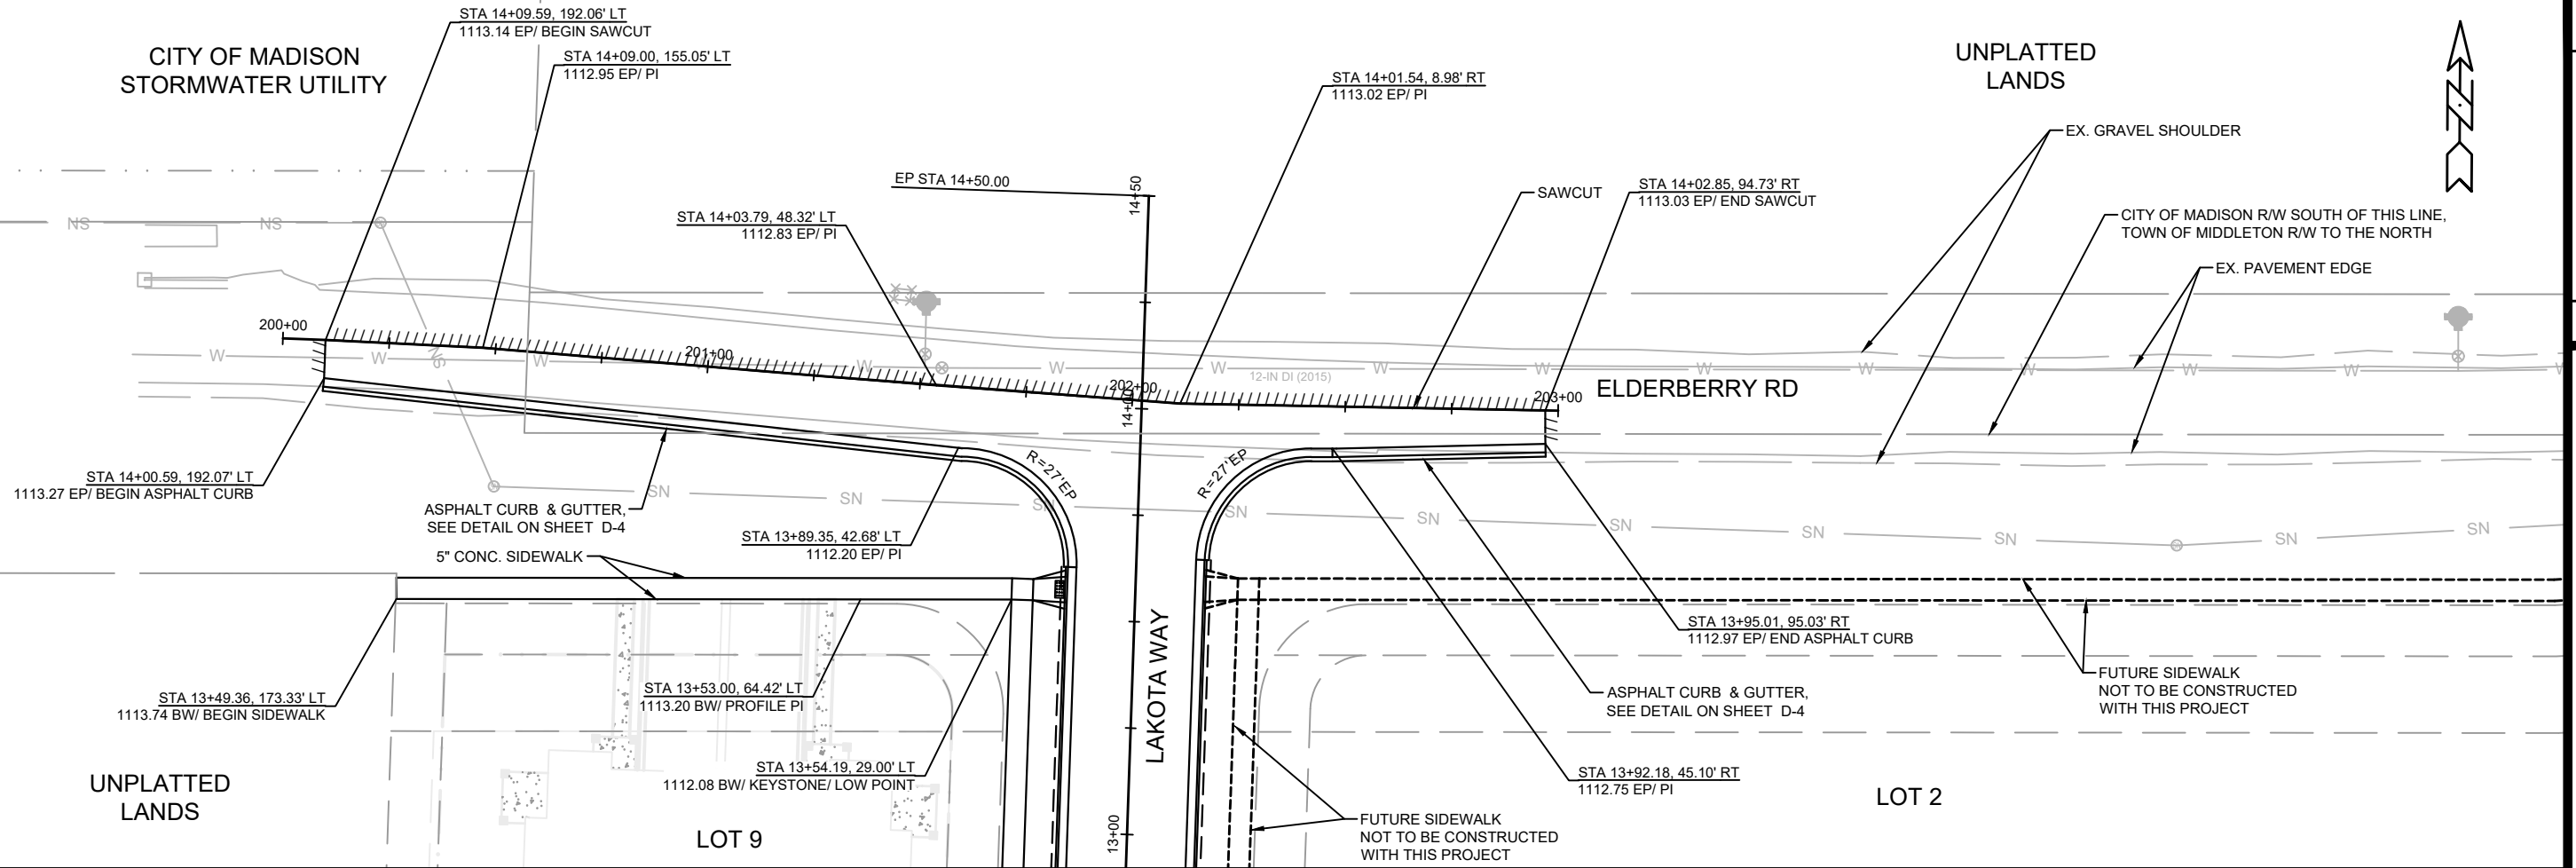 STA 14+09.59, 192.06' LT
1113.14 EP/ BEGIN SAWCUT
CITY OF MADISON
STORMWATER UTILITY
STA 14+09.00, 155.05' LT
1112.95 EP/ PI
STA 14+01.54, 8.98' RT
1113.02 EP/ PI
UNPLATTED
LANDS
N
EX. GRAVEL SHOULDER
EP STA 14+50.00
14+50
SAWCUT
STA 14+02.85, 94.73' RT
1113.03 EP/ END SAWCUT
STA 14+03.79, 48.32' LT
1112.83 EP/ PI
CITY OF MADISON R/W SOUTH OF THIS LINE,
TOWN OF MIDDLETON R/W TO THE NORTH
EX. PAVEMENT EDGE
NS
NS
NS
200+00
201+00
202+00
14+00
203+00
W
W
W
W
W
W
W
W
W
W
W
W
W
W
12-IN DI (2015)
ELDERBERRY RD
R=27'EP
R=27'EP
STA 14+00.59, 192.07' LT
1113.27 EP/ BEGIN ASPHALT CURB
SN
SN
SN
SN
SN
SN
SN
SN
SN
SN
ASPHALT CURB & GUTTER,
SEE DETAIL ON SHEET D-4
STA 13+89.35, 42.68' LT
1112.20 EP/ PI
5" CONC. SIDEWALK
STA 13+95.01, 95.03' RT
1112.97 EP/ END ASPHALT CURB
STA 13+49.36, 173.33' LT
1113.74 BW/ BEGIN SIDEWALK
STA 13+53.00, 64.42' LT
1113.20 BW/ PROFILE PI
LAKOTA WAY
ASPHALT CURB & GUTTER,
SEE DETAIL ON SHEET D-4
FUTURE SIDEWALK
NOT TO BE CONSTRUCTED
WITH THIS PROJECT
STA 13+54.19, 29.00' LT
1112.08 BW/ KEYSTONE/ LOW POINT
STA 13+92.18, 45.10' RT
1112.75 EP/ PI
UNPLATTED
LANDS
LOT 9
13+00
LOT 2
FUTURE SIDEWALK
NOT TO BE CONSTRUCTED
WITH THIS PROJECT